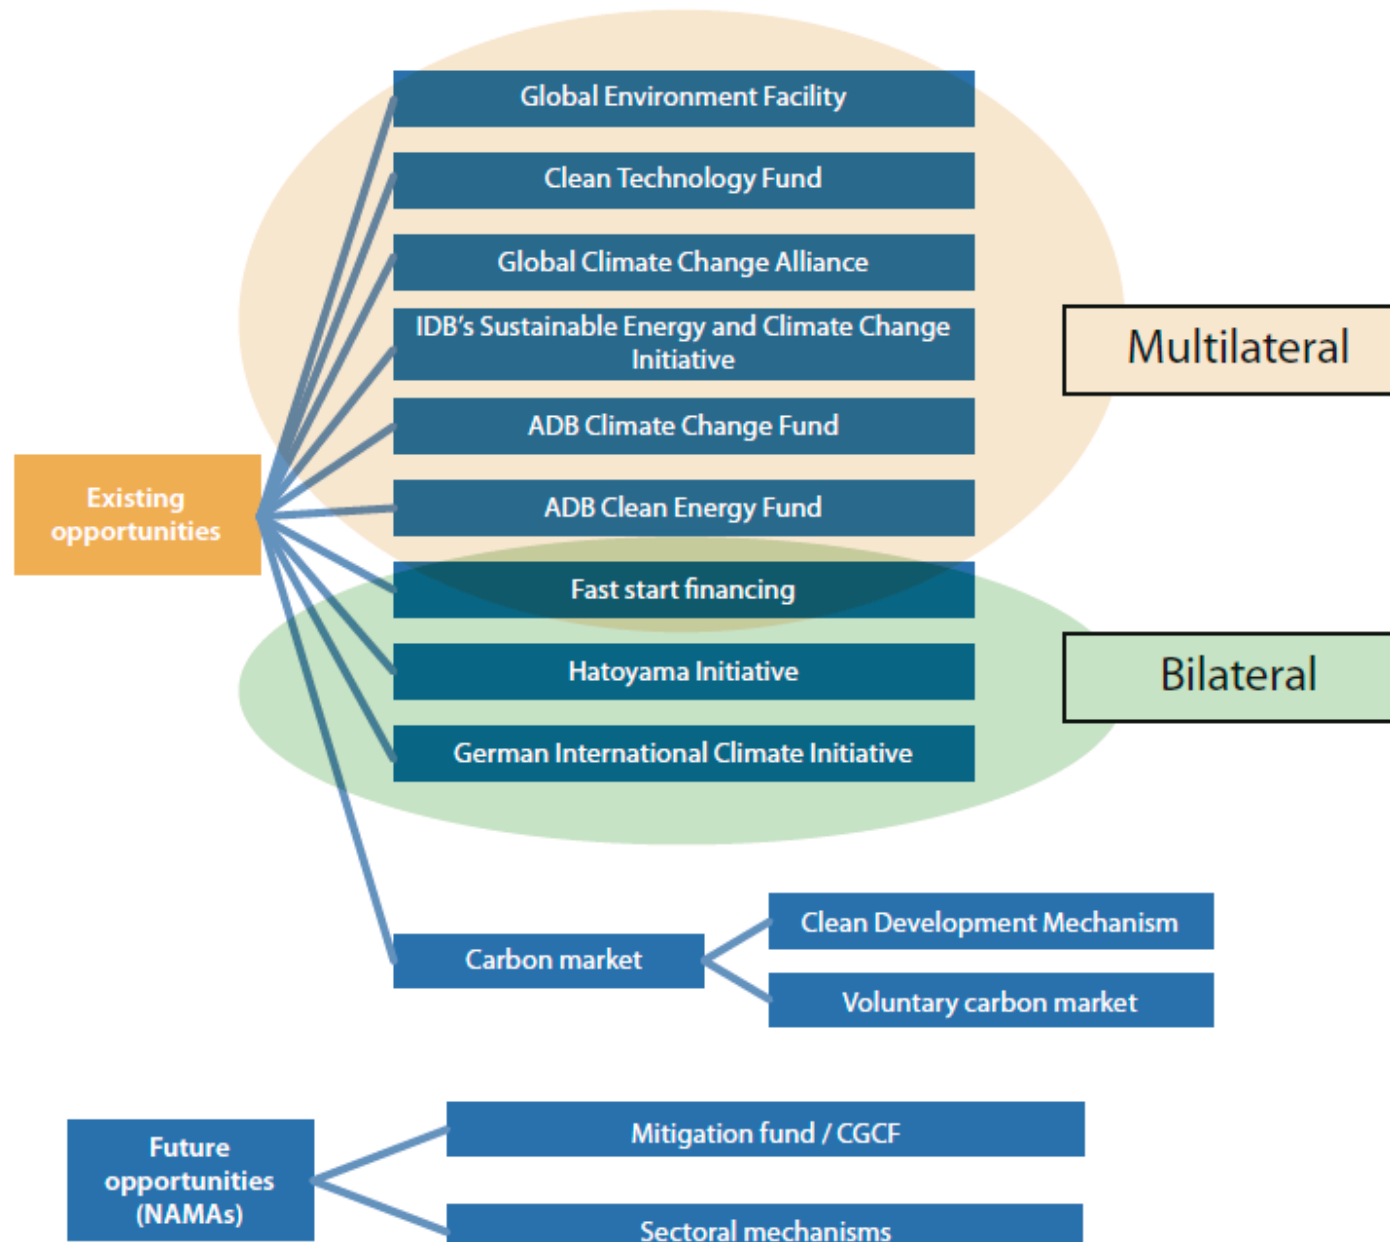 Global Environment Facility
Clean Technology Fund
Global Climate Change Alliance
IDB's Sustainable Energy and Climate Change
Initiative
Multilateral
ADB Climate Change Fund
Existing
opportunities
ADB Clean Energy Fund
Fast start financing
Hatoyama Initiative
Bilateral
German International Climate Initiative
Carbon market
Clean Development Mechanism
Voluntary carbon market
Future
opportunities
(NAMAs)
Mitigation fund / CGCF
Sectoral mechanisms